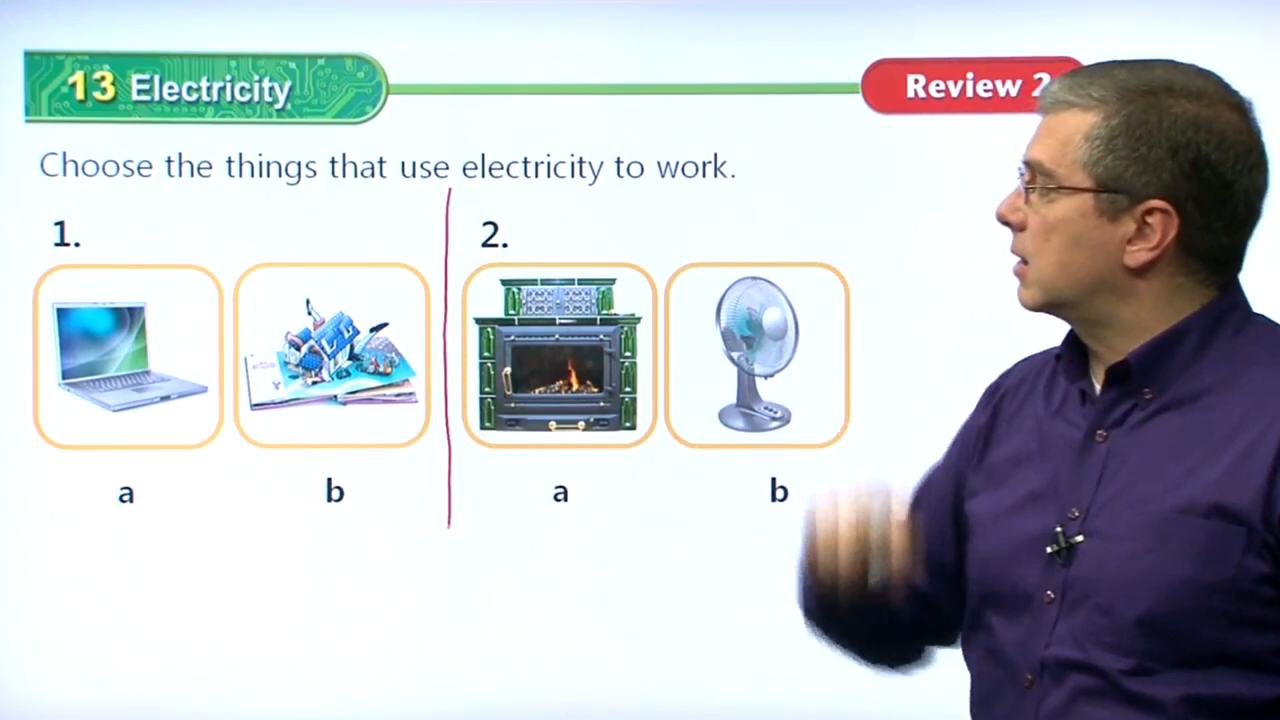 13 Electricity
Review 2
Choose the things that use electricity to work.
1.
2.
a
b
a
b